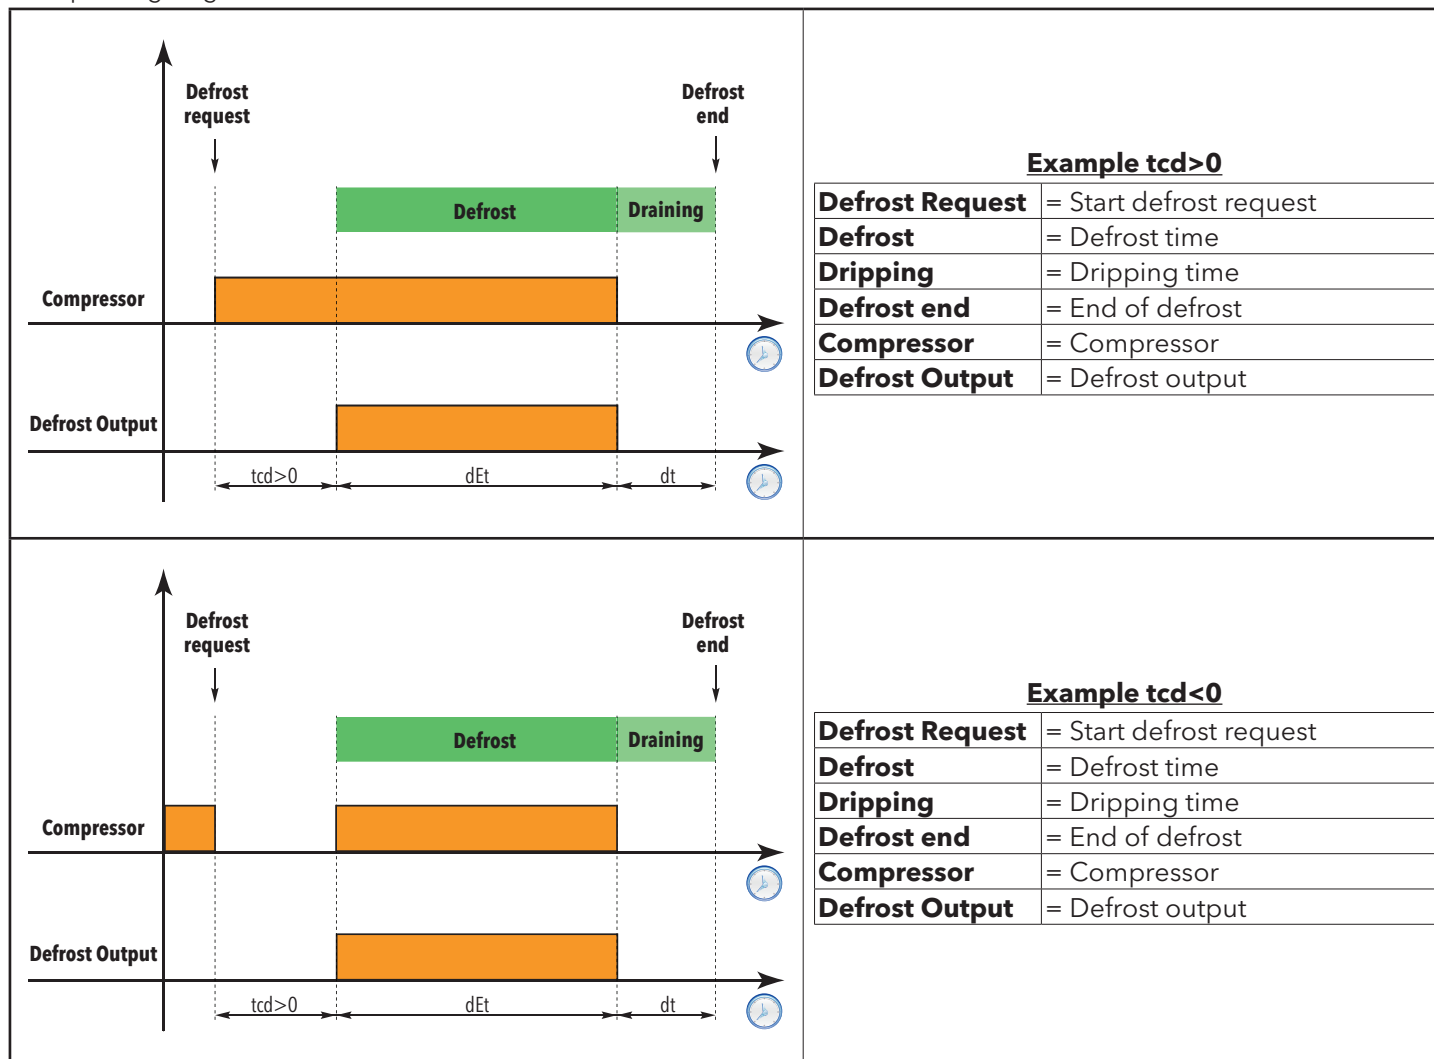 Defrost
request
Defrost
end
Defrost
Draining
Compressor
Defrost Output
tcd>0
dEt
dt
Example tcd>0
Defrost Request = Start defrost request
Defrost = Defrost time
Dripping = Dripping time
Defrost end = End of defrost
Compressor = Compressor
Defrost Output = Defrost output
Defrost
request
Defrost
end
Defrost
Draining
Compressor
Defrost Output
tcd>0
dEt
dt
Example tcd<0
Defrost Request = Start defrost request
Defrost = Defrost time
Dripping = Dripping time
Defrost end = End of defrost
Compressor = Compressor
Defrost Output = Defrost output